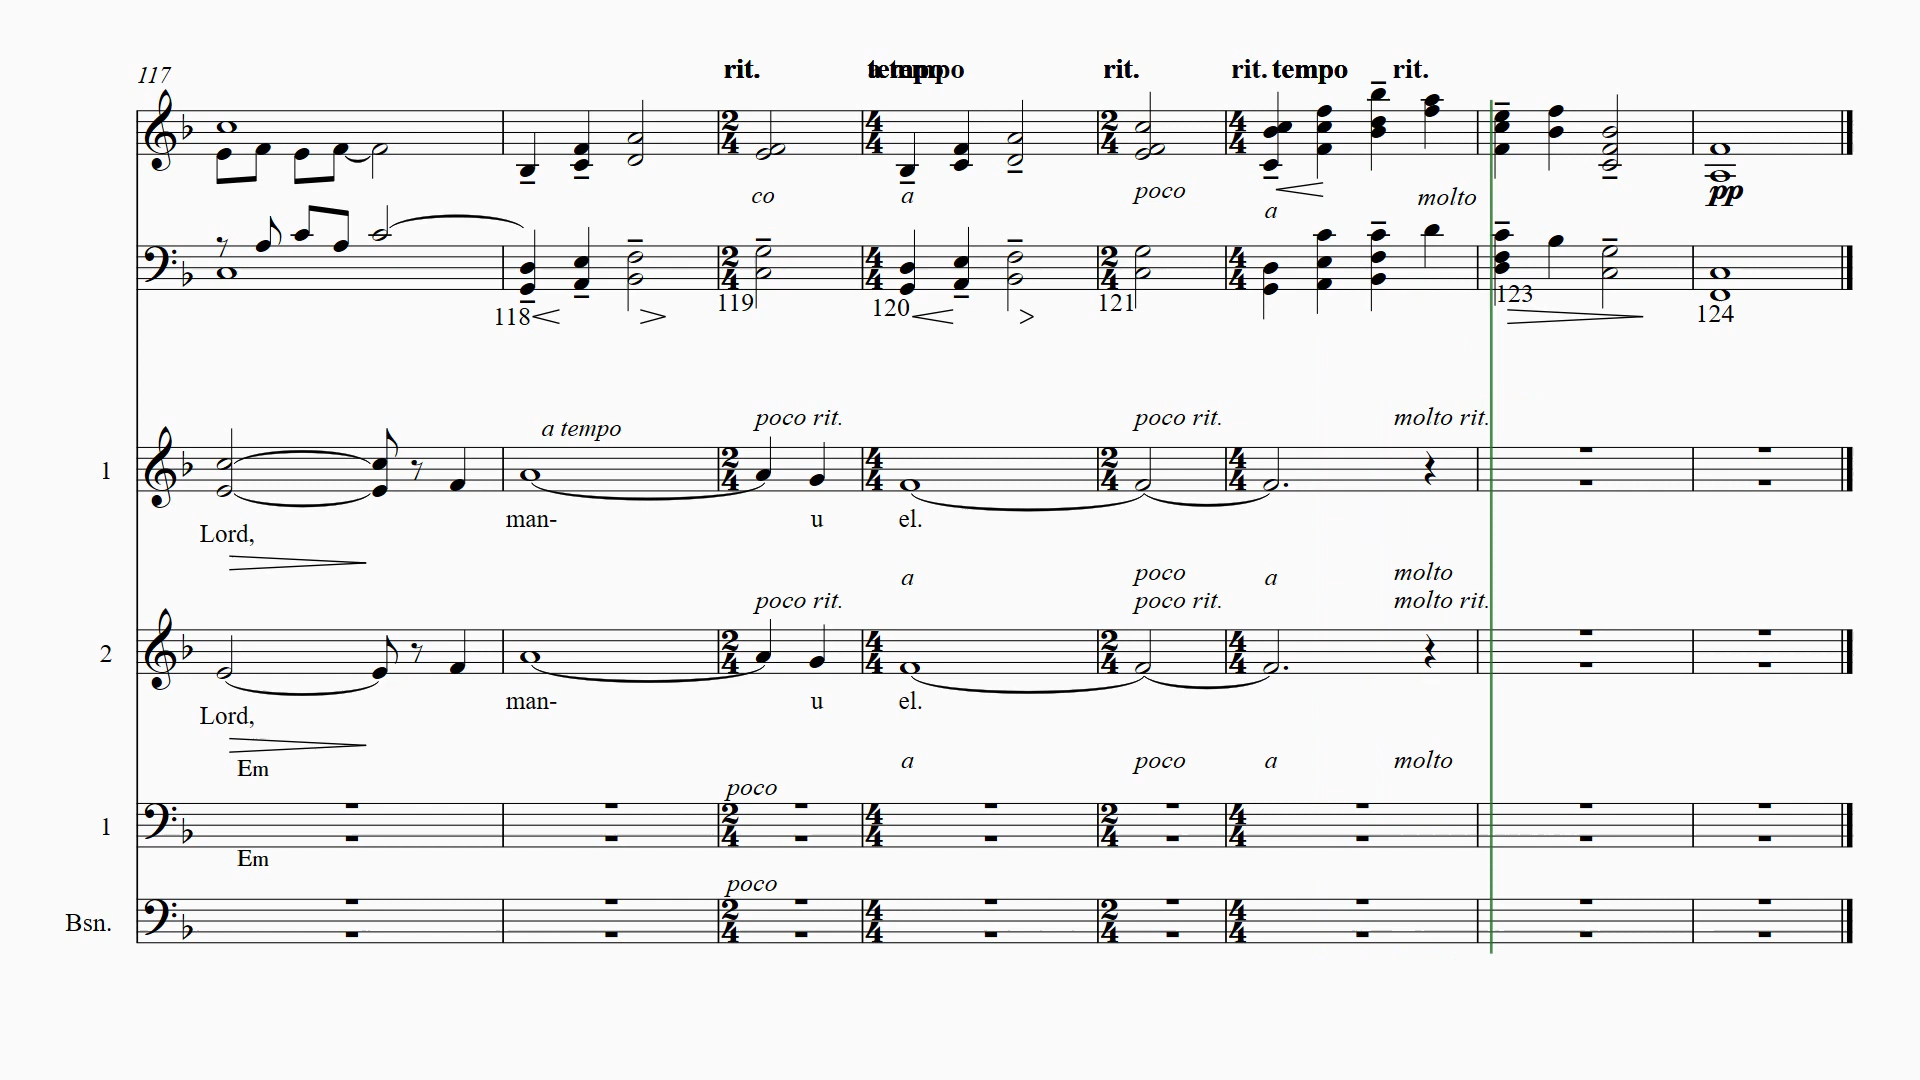 rit. a tempo rit. rit. tempo rit.
117
co a poco a molto pp
118 119 120 121 123 124
a tempo poco rit. poco rit. molto rit.
1
man- u el.
Lord,
a poco a molto
poco rit. poco rit. molto rit.
2
man- u el.
Lord,
Em a poco a molto
poco
1
Em
poco
Bsn.